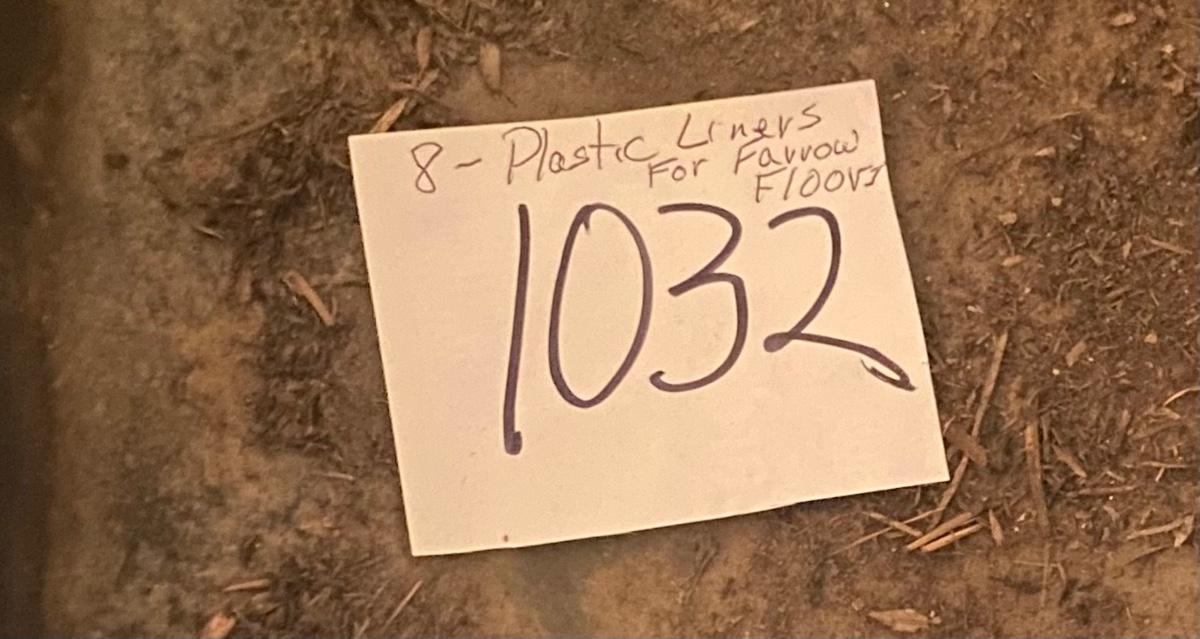 8- Plastic Liners
For Farrow
Floors
1032